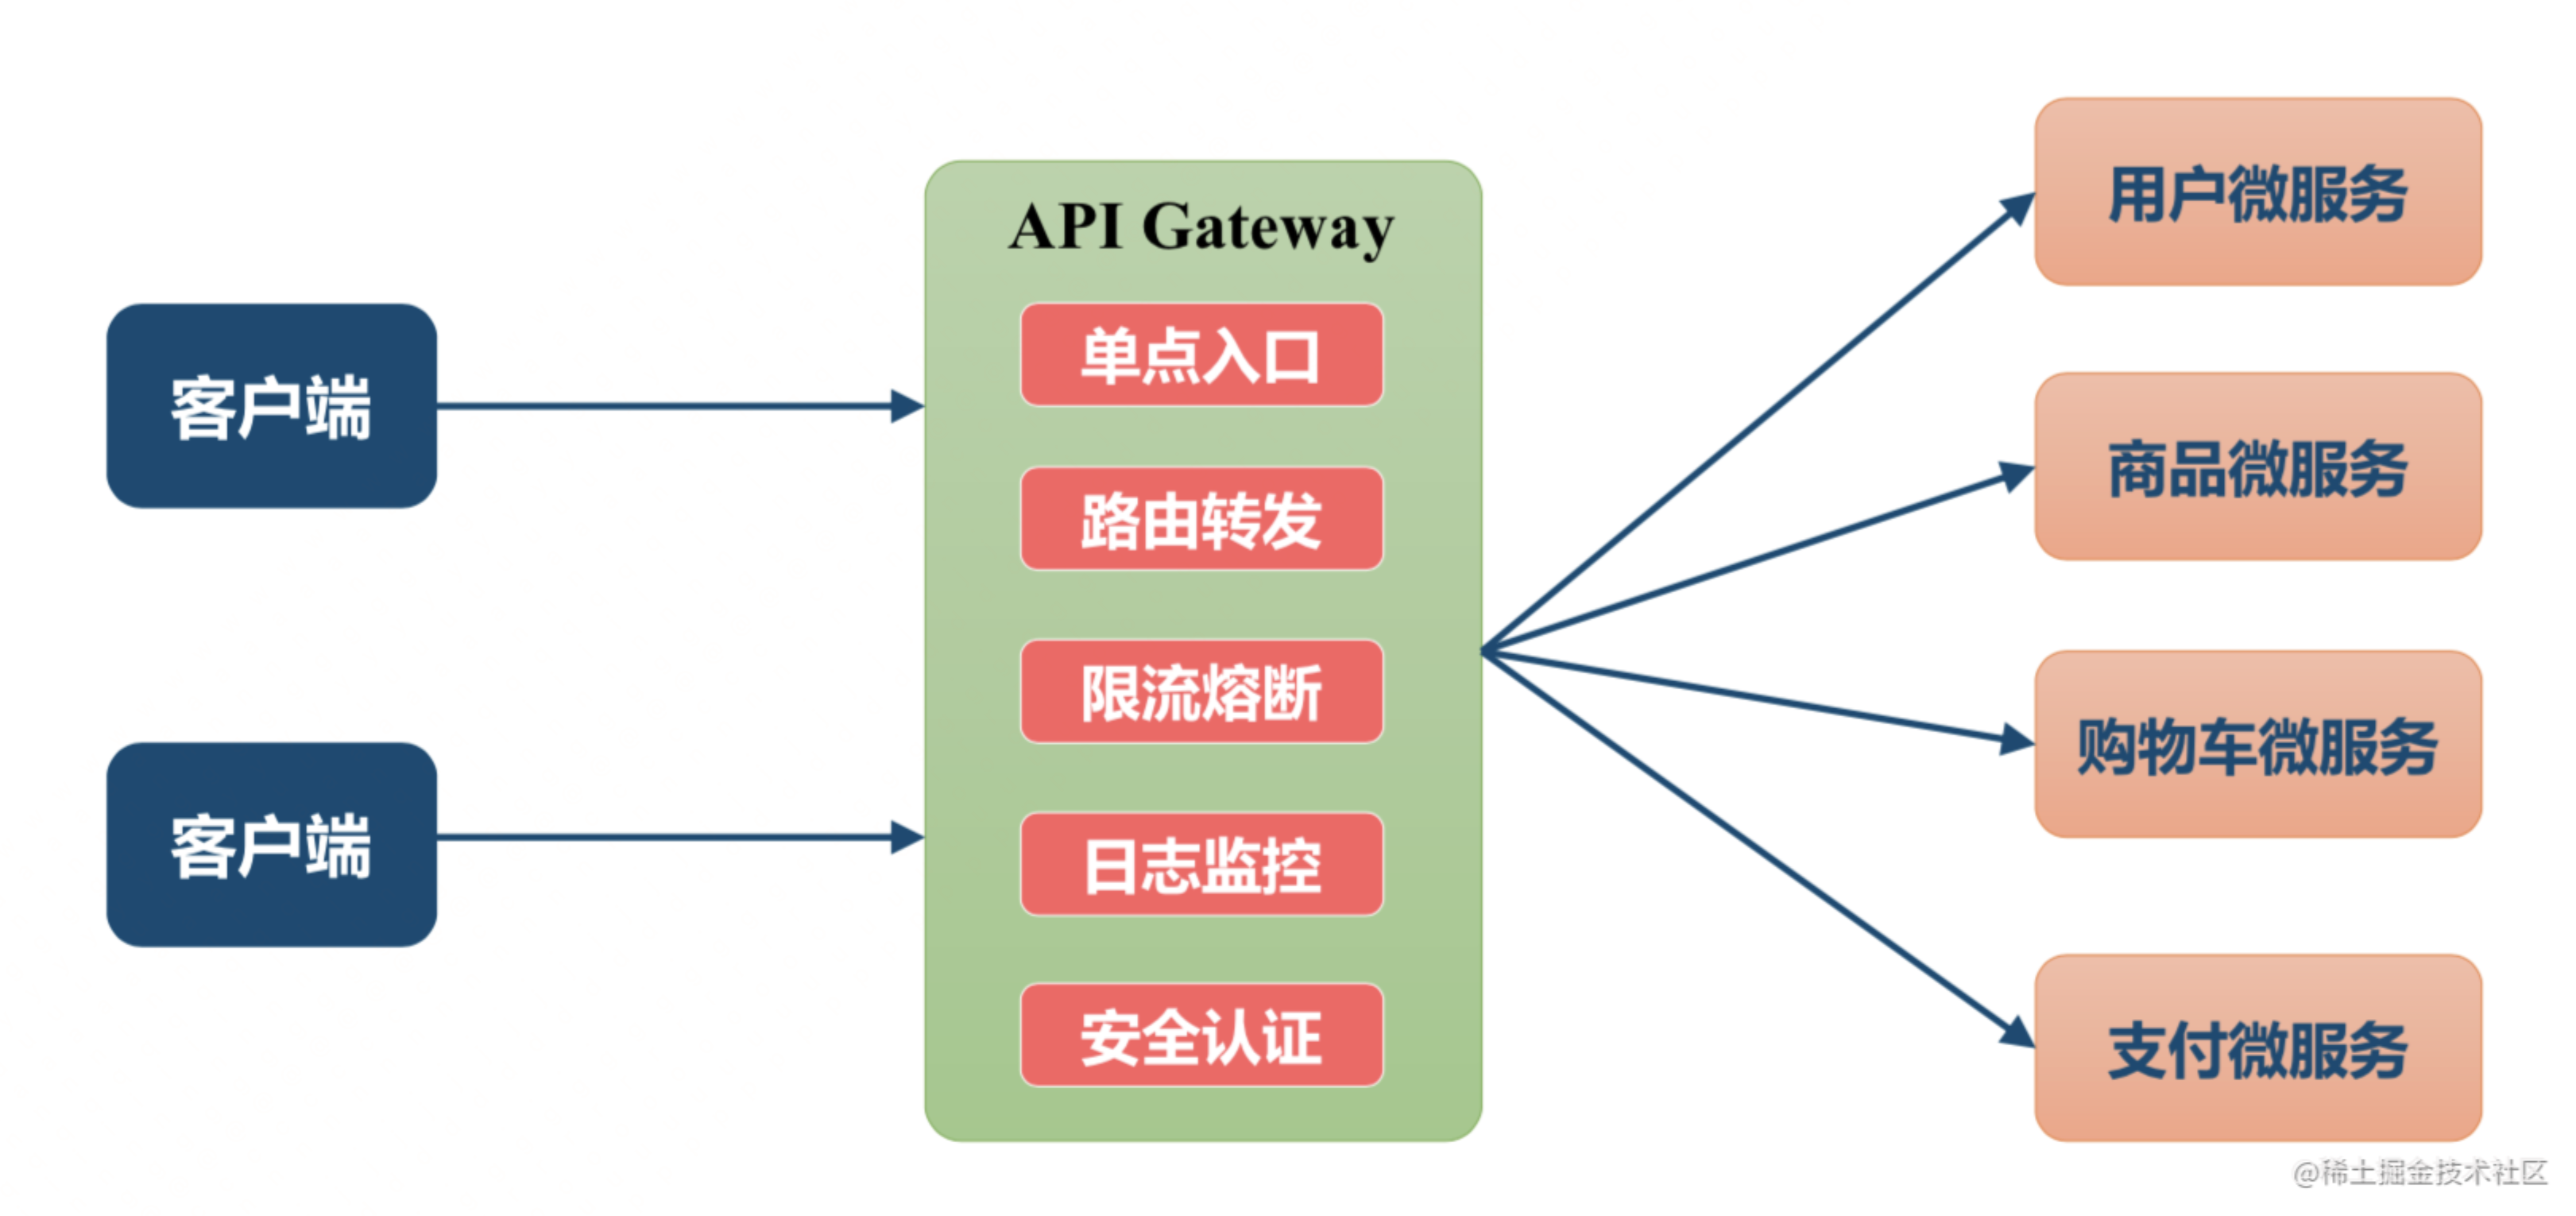 客户端
客户端
API Gateway
单点入口
路由转发
限流熔断
日志监控
安全认证
用户微服务
商品微服务
购物车微服务
支付微服务
@稀土掘金技术社区